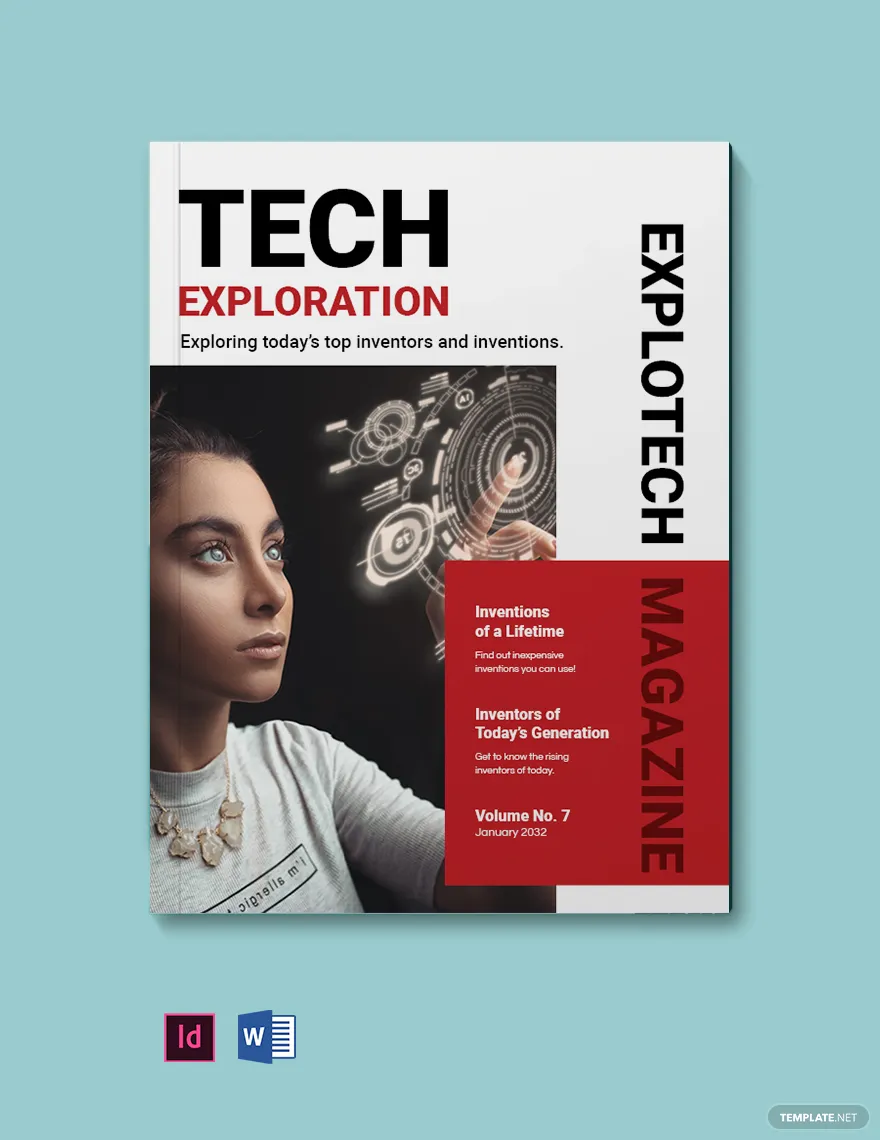 TECH
EXPLORATION
Exploring today's top inventors and inventions.
EXPLOTECH MAGAZINE
AI
Inventions
of a Lifetime
Find out inexpensive
inventions you can use!
Inventors of
Today's Generation
Get to know the rising
inventors of today.
Volume No. 7
January 2032
i'm allergic
Id
W
TEMPLATE.NET